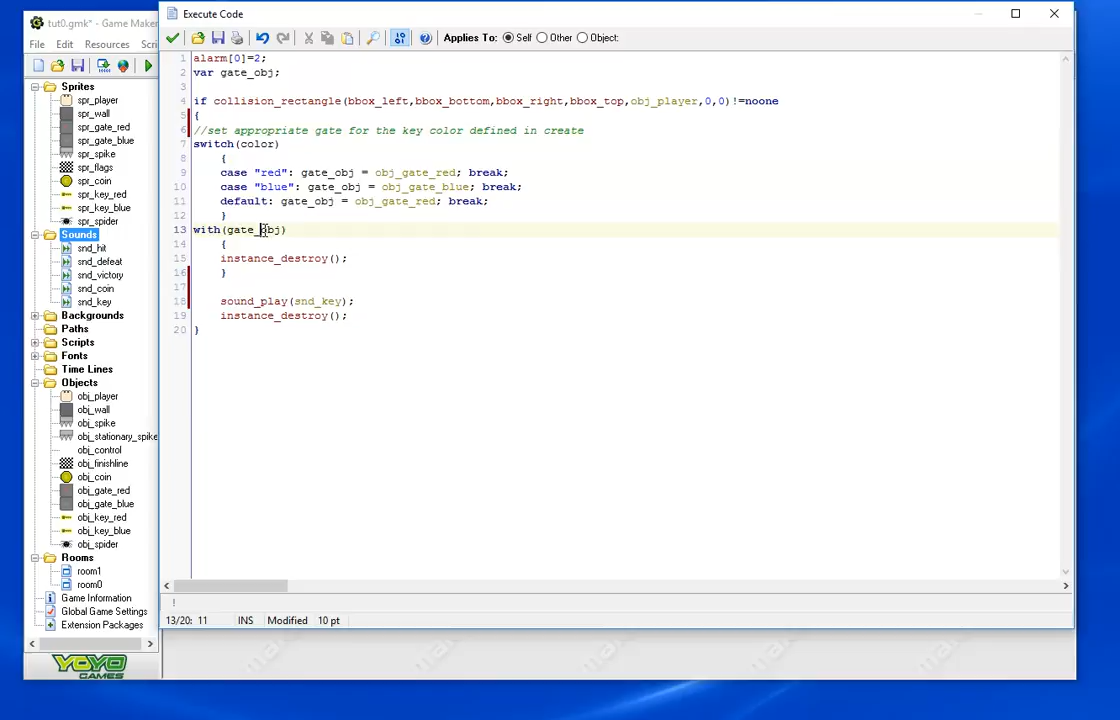 tut0.gmk* - Game Maker
File Edit Resources Scri
Sprites
spr_player
spr_wall
spr_gate_red
spr_gate_blue
spr_spike
spr_flags
spr_coin
spr_key_red
spr_key_blue
spr_spider
Sounds
snd_hit
snd_defeat
snd_victory
snd_coin
snd_key
Backgrounds
Paths
Scripts
Fonts
Time Lines
Objects
obj_player
obj_wall
obj_spike
obj_stationary_spike
obj_control
obj_finishline
obj_coin
obj_gate_red
obj_gate_blue
obj_key_red
obj_key_blue
obj_spider
Rooms
room1
room0
Game Information
Global Game Settings
Extension Packages
YOYO
GAMES
Execute Code
Applies To: Self Other Object:
1 alarm[0]=2;
2 var gate_obj;
3
4 if collision_rectangle(bbox_left,bbox_bottom,bbox_right,bbox_top,obj_player,0,0)!=noone
5 {
6 //set appropriate gate for the key color defined in create
7 switch(color)
8 {
9 case "red": gate_obj = obj_gate_red; break;
10 case "blue": gate_obj = obj_gate_blue; break;
11 default: gate_obj = obj_gate_red; break;
12 }
13 with(gate_obj)
14 {
15 instance_destroy();
16 }
17
18 sound_play(snd_key);
19 instance_destroy();
20 }
13/20: 11 INS Modified 10 pt